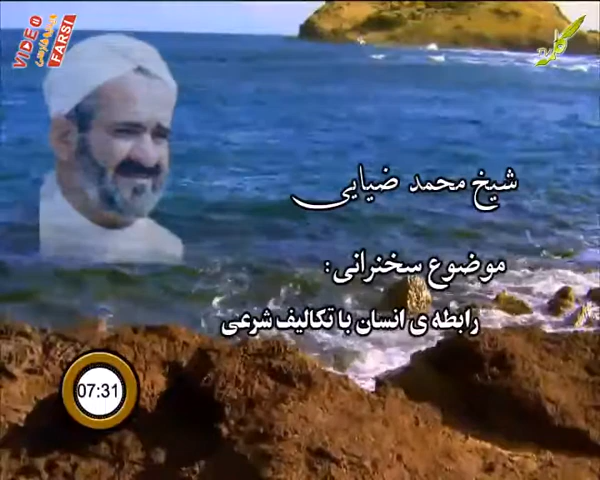 VIDEO
FARSI
شیخ محمد ضیایی
موضوع سخنرانی:
رابطه ی انسان با تکالیف شرعی
07:31